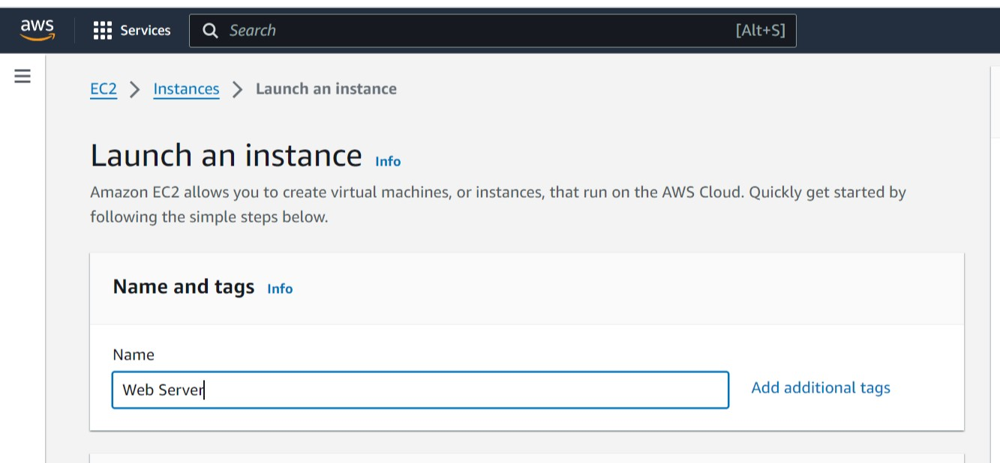 aws Services Search [Alt+S]
EC2 Instances Launch an instance
Launch an instance Info
Amazon EC2 allows you to create virtual machines, or instances, that run on the AWS Cloud. Quickly get started by
following the simple steps below.
Name and tags Info
Name
Web Server Add additional tags